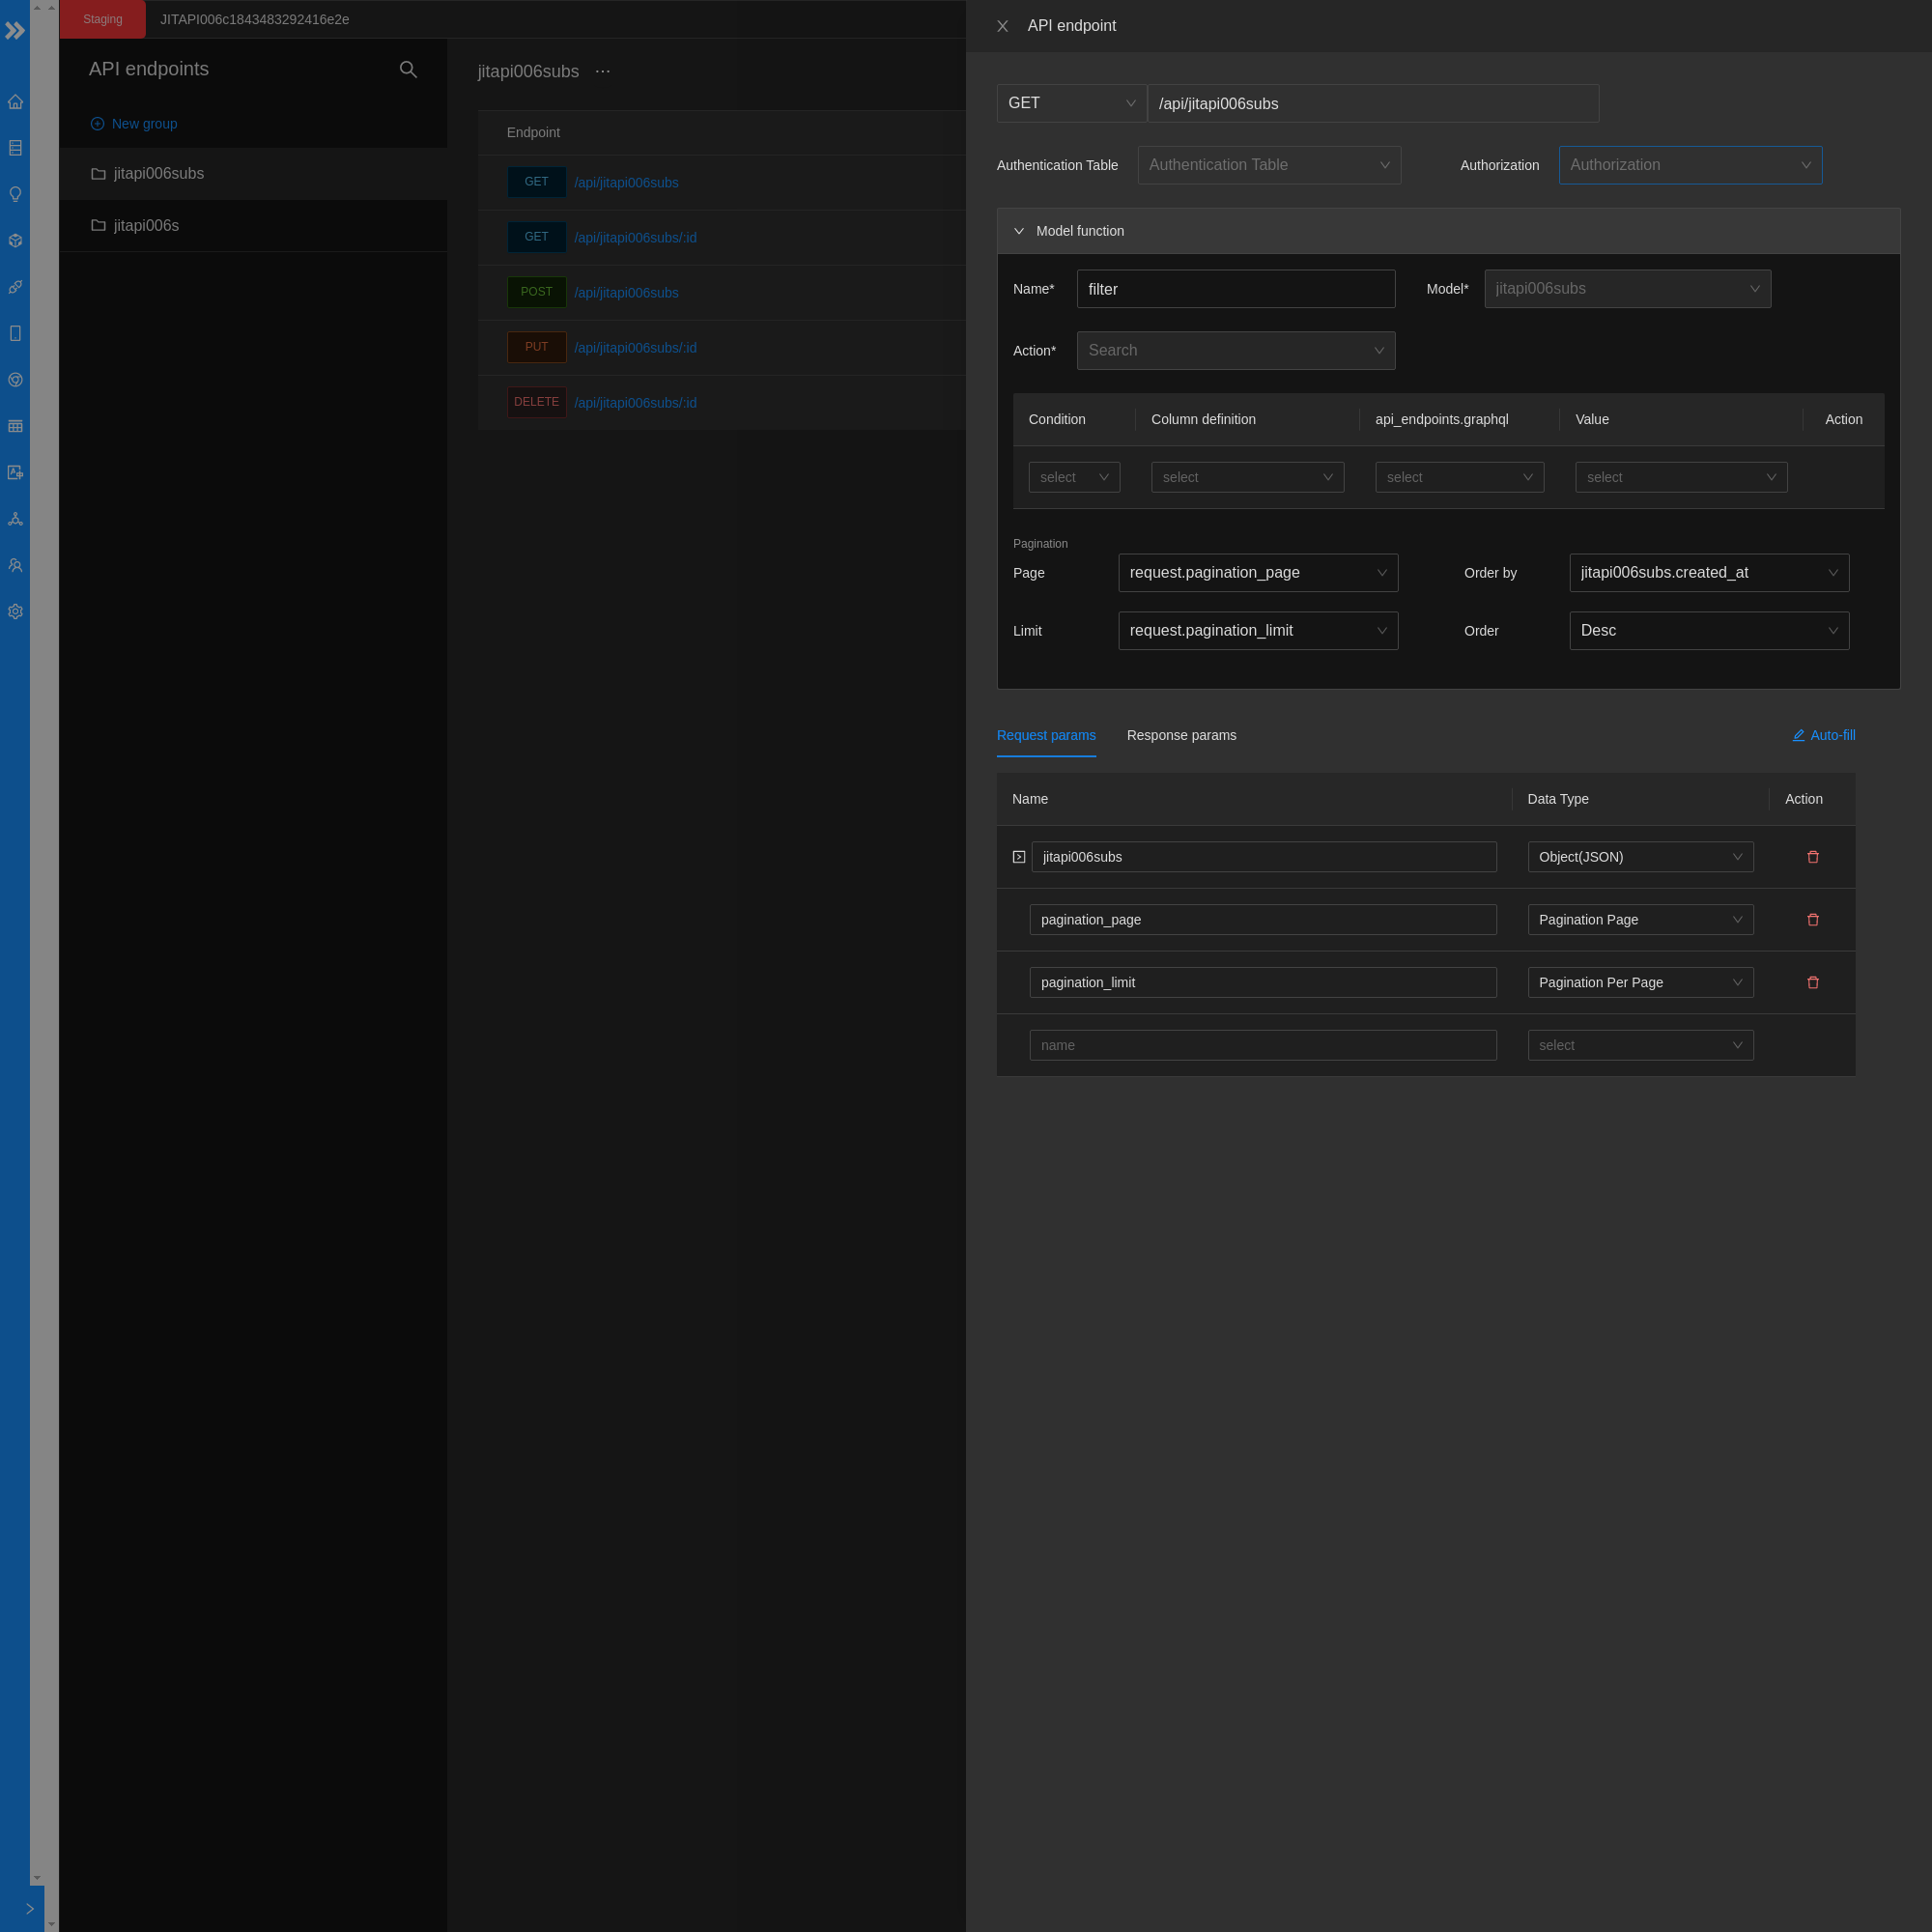 Staging
JITAPI006c1843483292416e2e
API endpoints
New group
jitapi006subs
jitapi006s
jitapi006subs ...
Endpoint
GET /api/jitapi006subs
GET /api/jitapi006subs/:id
POST /api/jitapi006subs
PUT /api/jitapi006subs/:id
DELETE /api/jitapi006subs/:id
API endpoint
GET /api/jitapi006subs
Authentication Table Authentication Table Authorization Authorization
Model function
Name* filter Model* jitapi006subs
Action* Search
Condition Column definition api_endpoints.graphql Value Action
select select select select
Pagination
Page request.pagination_page Order by jitapi006subs.created_at
Limit request.pagination_limit Order Desc
Request params Response params Auto-fill
Name Data Type Action
jitapi006subs Object(JSON)
pagination_page Pagination Page
pagination_limit Pagination Per Page
name select